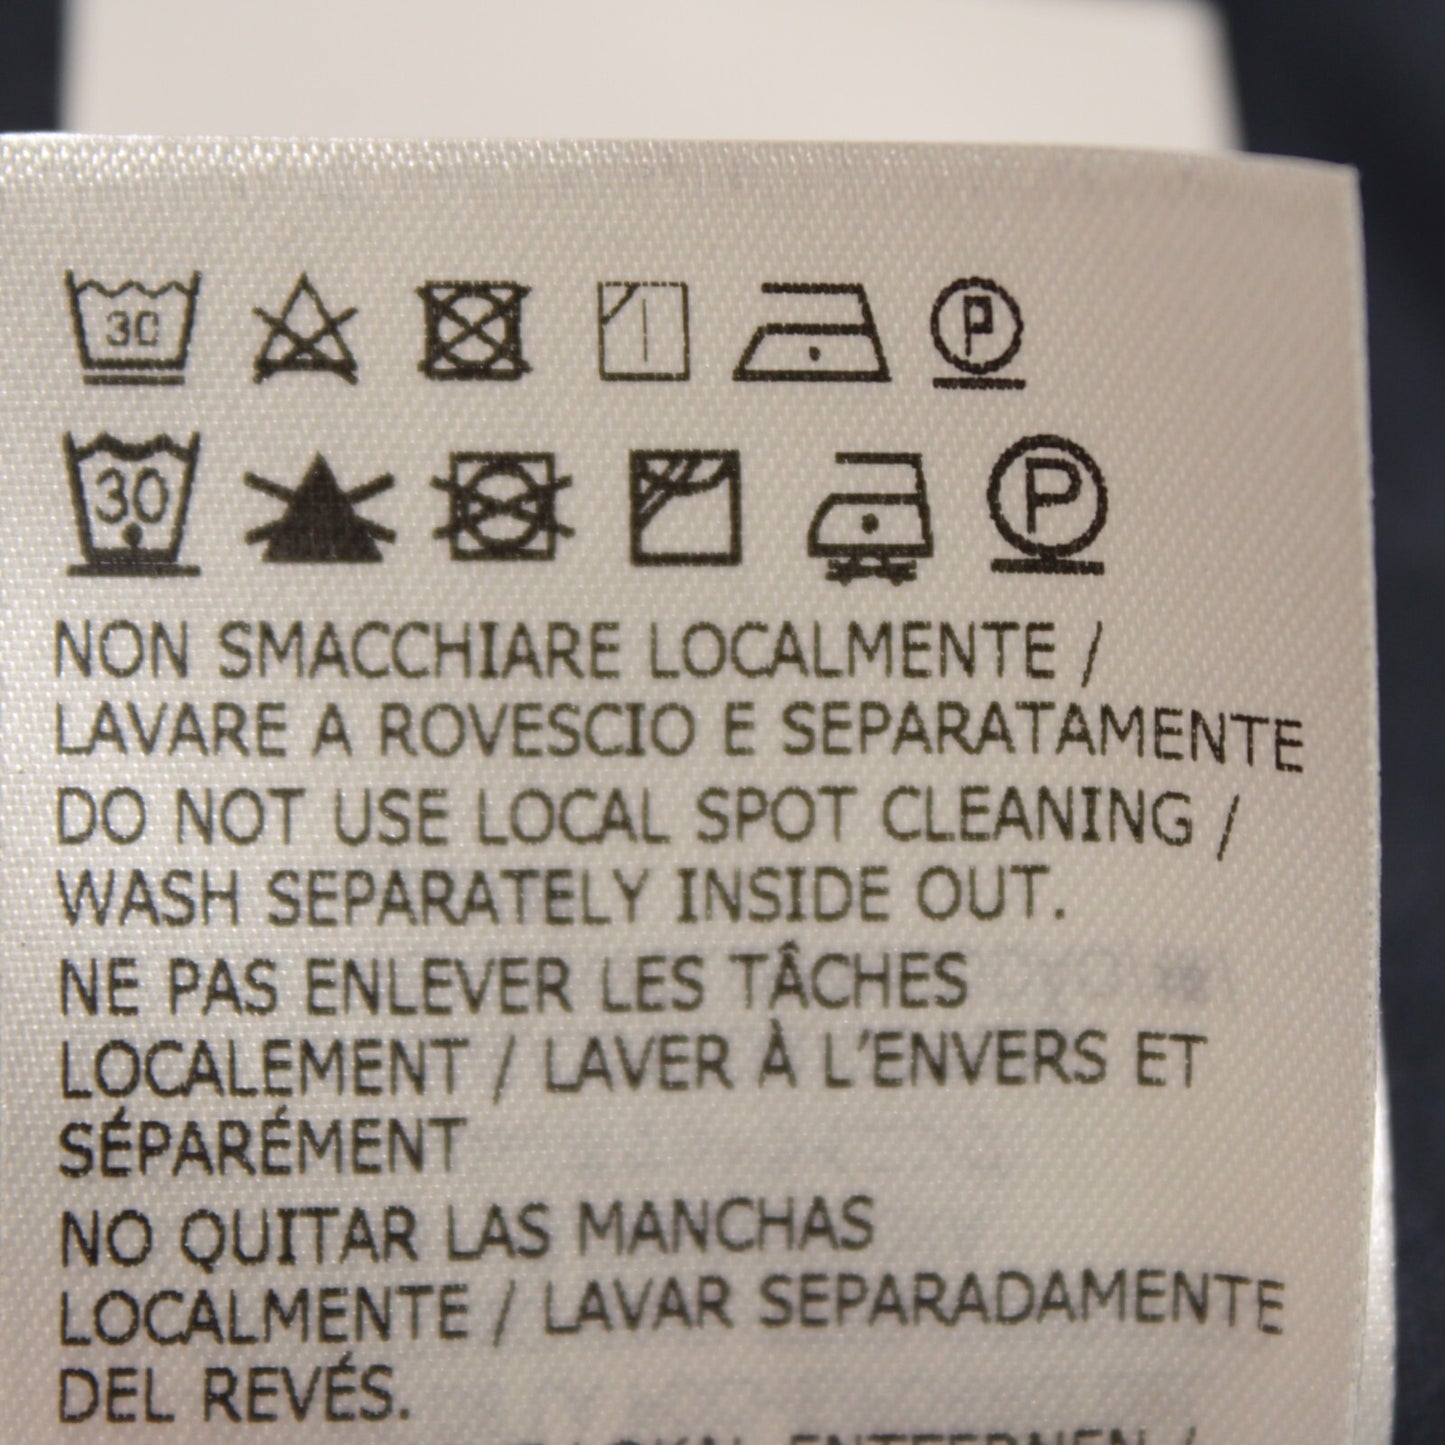 30 P
30 P
NON SMACCHIARE LOCALMENTE /
LAVARE A ROVESCIO E SEPARATAMENTE
DO NOT USE LOCAL SPOT CLEANING /
WASH SEPARATELY INSIDE OUT.
NE PAS ENLEVER LES TÂCHES
LOCALEMENT / LAVER À L'ENVERS ET
SÉPARÉMENT
NO QUITAR LAS MANCHAS
LOCALMENTE / LAVAR SEPARADAMENTE
DEL REVÉS.
ENTFERNEN /